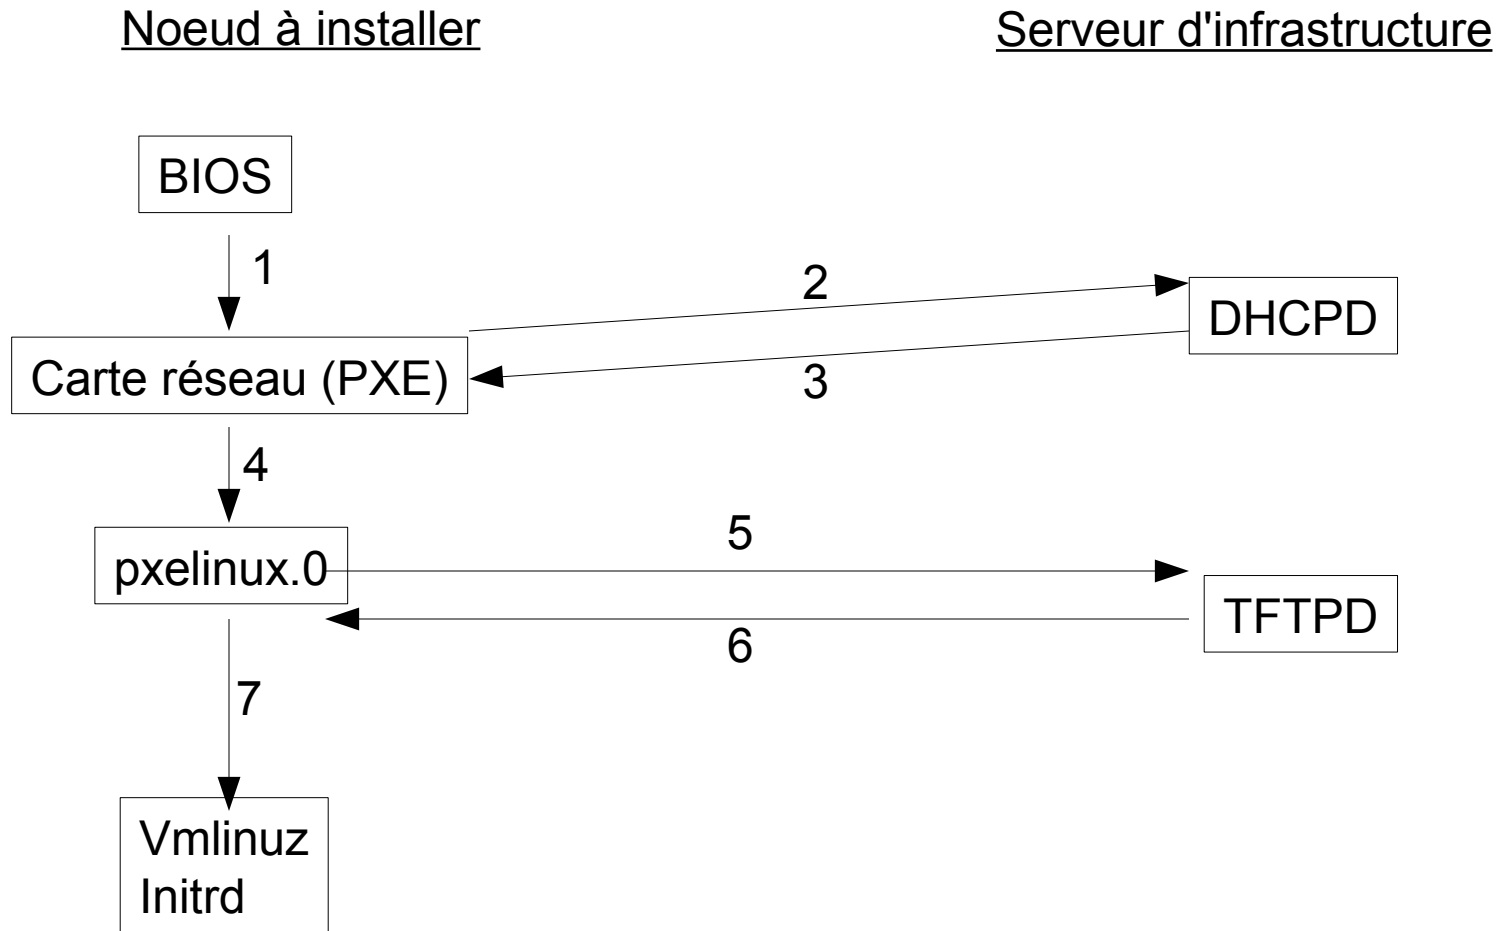 Noeud à installer
Serveur d'infrastructure
BIOS
1
2
DHCPD
Carte réseau (PXE)
3
4
5
pxelinux.0
TFTPD
6
7
Vmlinuz
Initrd